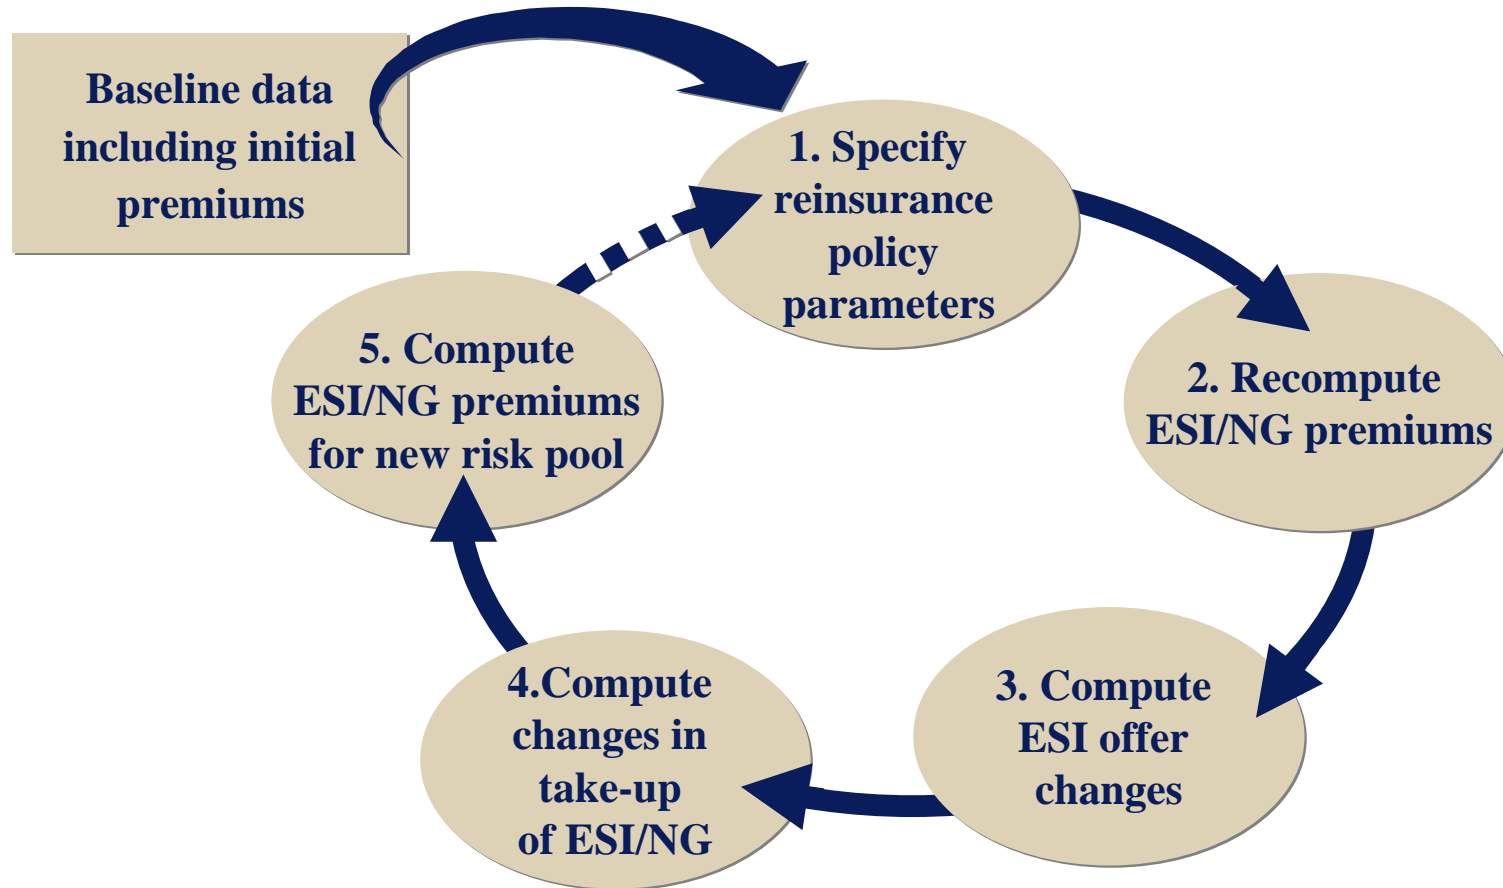 Baseline data
including initial
premiums
1. Specify
reinsurance
policy
parameters
2. Recompute
ESI/NG premiums
3. Compute
ESI offer
changes
4.Compute
changes in
take-up
of ESI/NG
5. Compute
ESI/NG premiums
for new risk pool